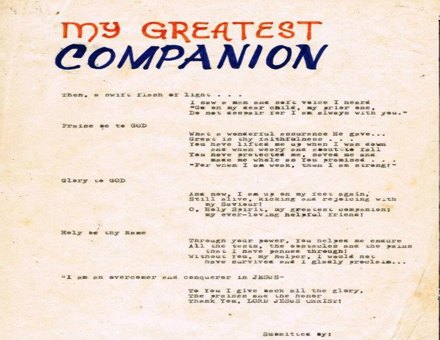 MY GREATEST
COMPANION
Then, a swift flash of light . . .
I saw a man and soft voice I heard
"Go on my dear child, my prior one,
Do not despair for I am always with you."
Praise be to GOD
What a wonderful assurance He gave...
Great is thy faithfulness . . . .
You have lifted me up when I was down
and when weary and about to fall
You have protected me, saved me and
made me whole as You promised . . . .
"For when I am weak, then I am strong!"
Glory to GOD
And now, I am up on my feet again,
Still alive, kicking and rejoicing with
my Saviour!
O, Holy Spirit, my greatest companion;
my ever-loving helpful friend!
Holy be thy Name
Through your power, You helped me endure
All the tests, the obstacles and the pains
that I have passed through!
Without You, my helper, I would not
have survived and I gladly proclaim...
"I am an overcomer and conquerer in JESUS"
To You I give back all the glory,
The praises and the honor
Thank You, LORD JESUS CHRIST!
Submitted by: